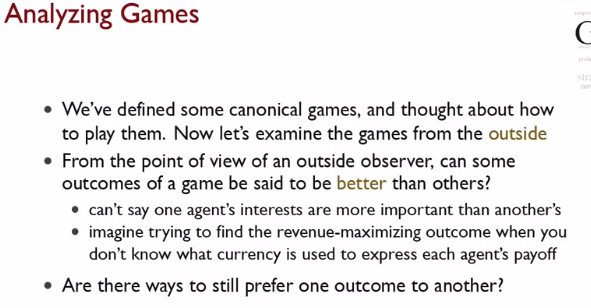 Analyzing Games
G
• We've defined some canonical games, and thought about how
to play them. Now let's examine the games from the outside
• From the point of view of an outside observer, can some
outcomes of a game be said to be better than others?
• can't say one agent's interests are more important than another's
• imagine trying to find the revenue-maximizing outcome when you
don't know what currency is used to express each agent's payoff
• Are there ways to still prefer one outcome to another?